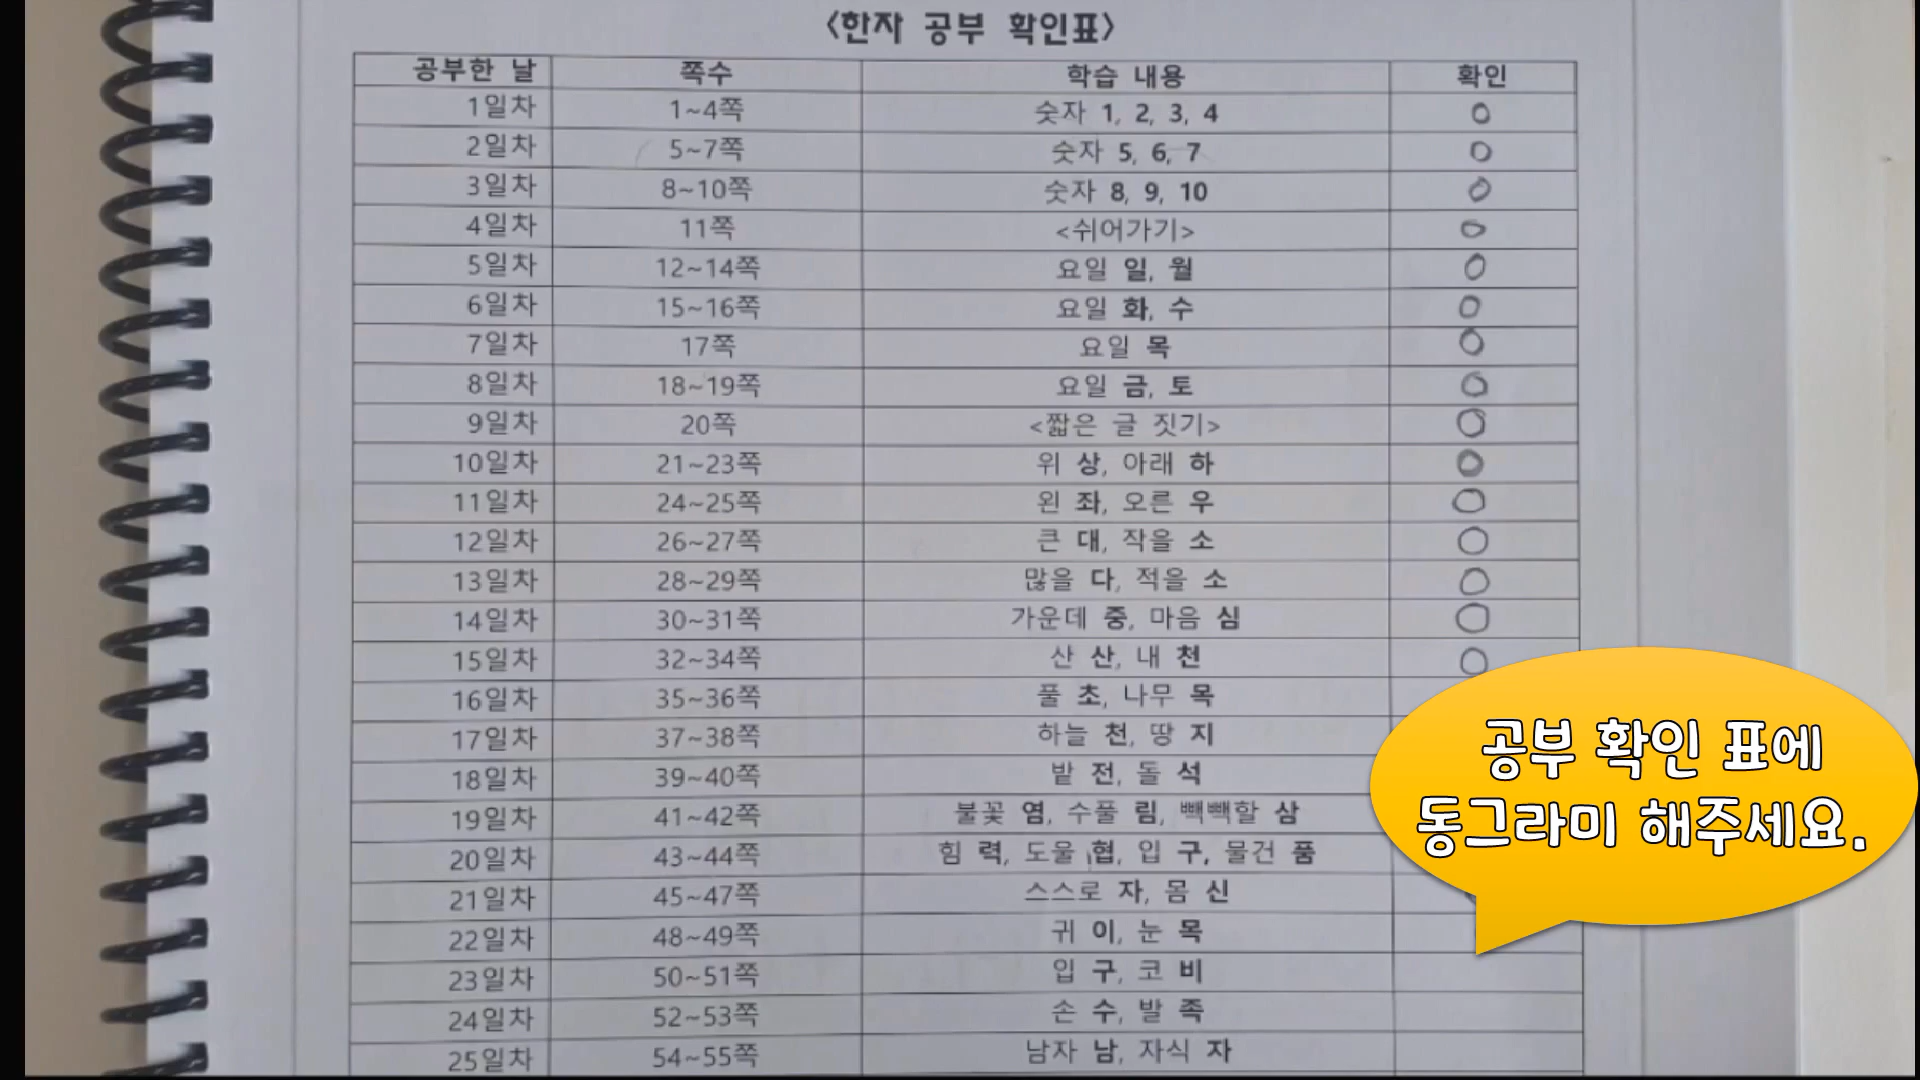 <한자 공부 확인표>
공부한 날 쪽수 학습 내용 확인
1일차 1~4쪽 숫자 1, 2, 3, 4
2일차 5~7쪽 숫자 5, 6, 7
3일차 8~10쪽 숫자 8, 9, 10
4일차 11쪽 <쉬어가기>
5일차 12~14쪽 요일 일, 월
6일차 15~16쪽 요일 화, 수
7일차 17쪽 요일 목
8일차 18~19쪽 요일 금, 토
9일차 20쪽 <짧은 글 짓기>
10일차 21~23쪽 위 상, 아래 하
11일차 24~25쪽 왼 좌, 오른 우
12일차 26~27쪽 큰 대, 작을 소
13일차 28~29쪽 많을 다, 적을 소
14일차 30~31쪽 가운데 중, 마음 심
15일차 32~34쪽 산 산, 내 천
16일차 35~36쪽 풀 초, 나무 목
17일차 37~38쪽 하늘 천, 땅 지
18일차 39~40쪽 밭 전, 돌 석
19일차 41~42쪽 불꽃 염, 수풀 림, 빽빽할 삼
20일차 43~44쪽 힘 력, 도울 협, 입 구, 물건 품
21일차 45~47쪽 스스로 자, 몸 신
22일차 48~49쪽 귀 이, 눈 목
23일차 50~51쪽 입 구, 코 비
24일차 52~53쪽 손 수, 발 족
25일차 54~55쪽 남자 남, 자식 자
공부 확인 표에
동그라미 해주세요.